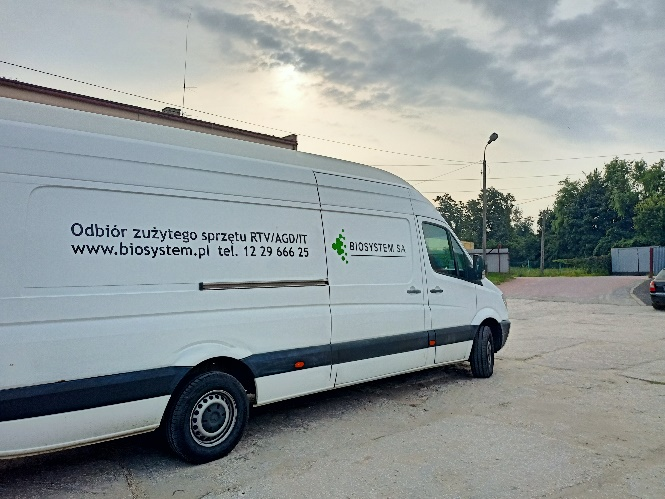 Odbiór zużytego sprzętu RTV/AGD/IT
www.biosystem.pl tel. 12 29 666 25
BIOSYSTEM SA